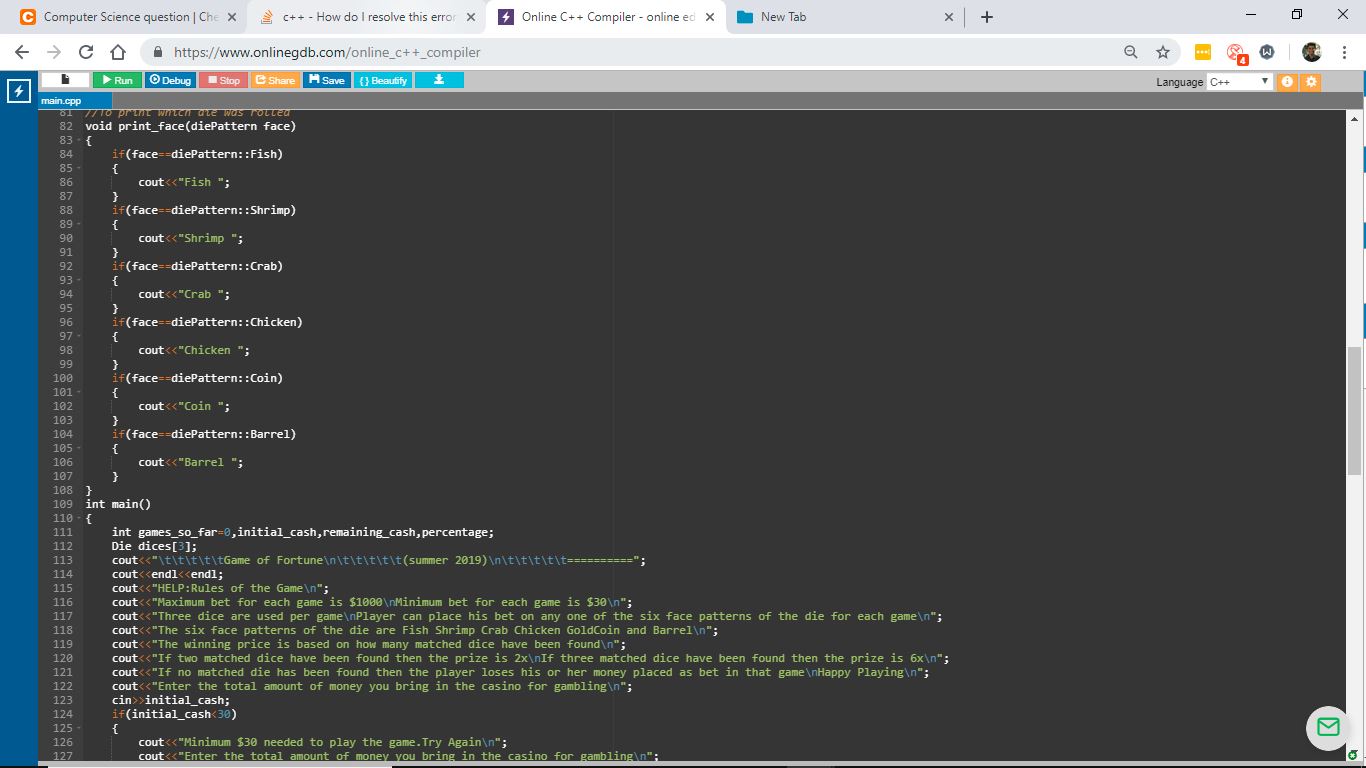 Computer Science question | Che
c++ - How do I resolve this error
Online C++ Compiler - online ed
New Tab
https://www.onlinegdb.com/online_c++_compiler
4
Run
Debug
Stop
Share
Save
{ } Beautify
Language C++
main.cpp
81 //To print which die was rolled
82 void print_face(diePattern face)
83 {
84 if(face==diePattern::Fish)
85 {
86 cout<<"Fish ";
87 }
88 if(face==diePattern::Shrimp)
89 {
90 cout<<"Shrimp ";
91 }
92 if(face==diePattern::Crab)
93 {
94 cout<<"Crab ";
95 }
96 if(face==diePattern::Chicken)
97 {
98 cout<<"Chicken ";
99 }
100 if(face==diePattern::Coin)
101 {
102 cout<<"Coin ";
103 }
104 if(face==diePattern::Barrel)
105 {
106 cout<<"Barrel ";
107 }
108 }
109 int main()
110 {
111 int games_so_far=0,initial_cash,remaining_cash,percentage;
112 Die dices[3];
113 cout<<"\t\t\t\t\tGame of Fortune\n\t\t\t\t\t(summer 2019)\n\t\t\t\t\t==========";
114 cout<<endl<<endl;
115 cout<<"HELP:Rules of the Game\n";
116 cout<<"Maximum bet for each game is $1000\nMinimum bet for each game is $30\n";
117 cout<<"Three dice are used per game\nPlayer can place his bet on any one of the six face patterns of the die for each game\n";
118 cout<<"The six face patterns of the die are Fish Shrimp Crab Chicken GoldCoin and Barrel\n";
119 cout<<"The winning price is based on how many matched dice have been found\n";
120 cout<<"If two matched dice have been found then the prize is 2x\nIf three matched dice have been found then the prize is 6x\n";
121 cout<<"If no matched die has been found then the player loses his or her money placed as bet in that game\nHappy Playing\n";
122 cout<<"Enter the total amount of money you bring in the casino for gambling\n";
123 cin>>initial_cash;
124 if(initial_cash<30)
125 {
126 cout<<"Minimum $30 needed to play the game.Try Again\n";
127 cout<<"Enter the total amount of money you bring in the casino for gambling\n";